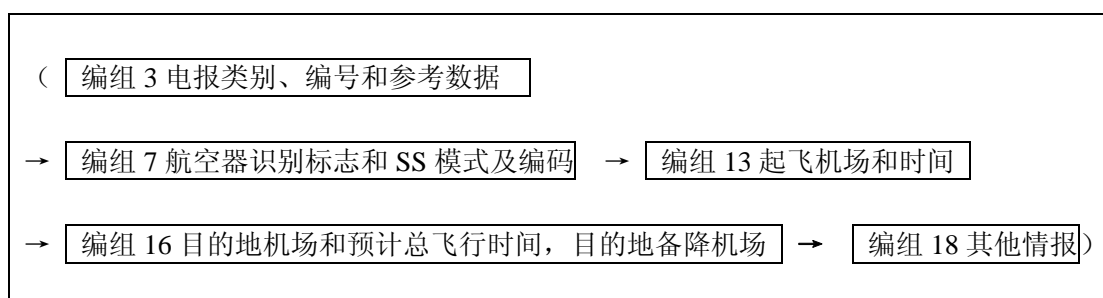 （ 编组 3 电报类别、编号和参考数据
→ 编组 7 航空器识别标志和 SS 模式及编码 → 编组 13 起飞机场和时间
→ 编组 16 目的地机场和预计总飞行时间，目的地备降机场 → 编组 18 其他情报）